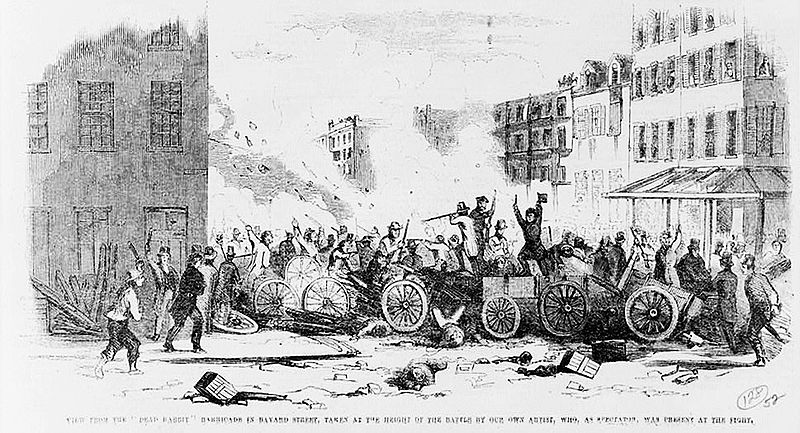 VIEW FROM THE "DEAD RABBIT" BARRICADE IN BAYARD STREET, TAKEN AT THE HEIGHT OF THE BATTLE BY OUR OWN ARTIST, WHO, AS SPECTATOR, WAS PRESENT AT THE FIGHT.